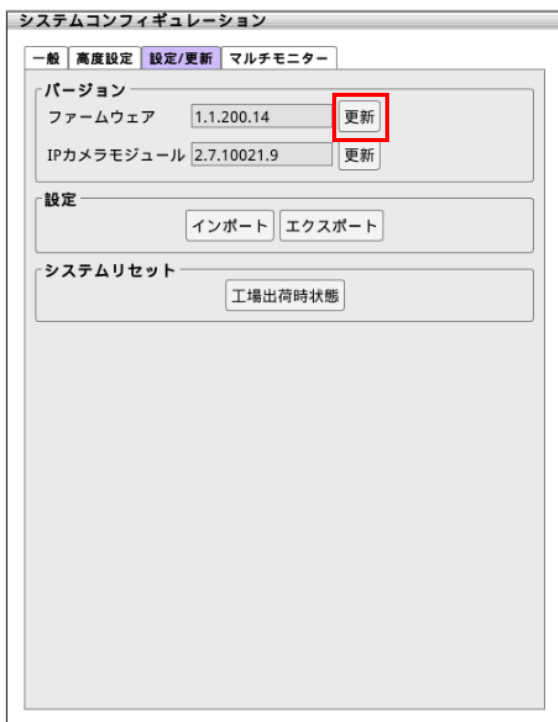 システムコンフィギュレーション
一般 高度設定 設定/更新 マルチモニター
バージョン
ファームウェア 1.1.200.14 更新
IPカメラモジュール 2.7.10021.9 更新
設定
インポート エクスポート
システムリセット
工場出荷時状態